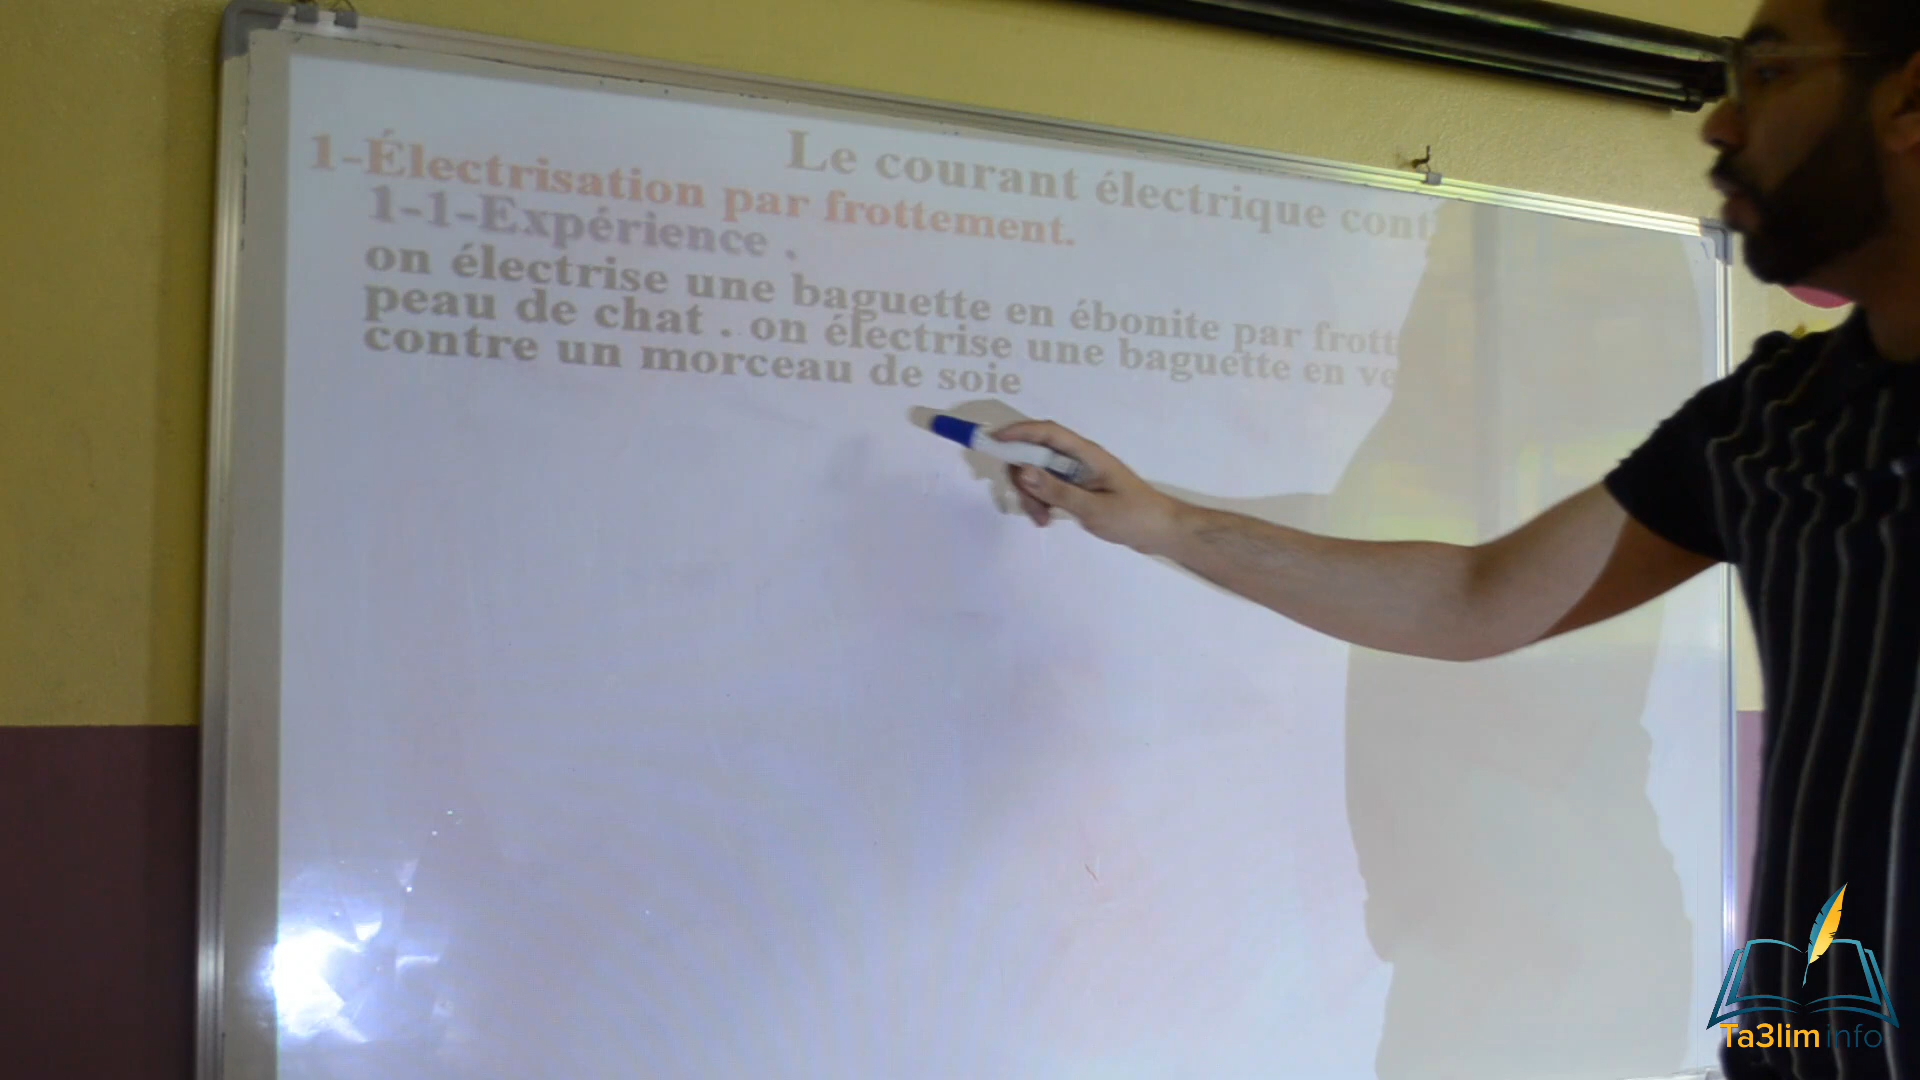 Le courant électrique cont
1-Électrisation par frottement.
1-1-Expérience .
on électrise une baguette en ébonite par frott
peau de chat . on électrise une baguette en ve
contre un morceau de soie
Ta3lim info